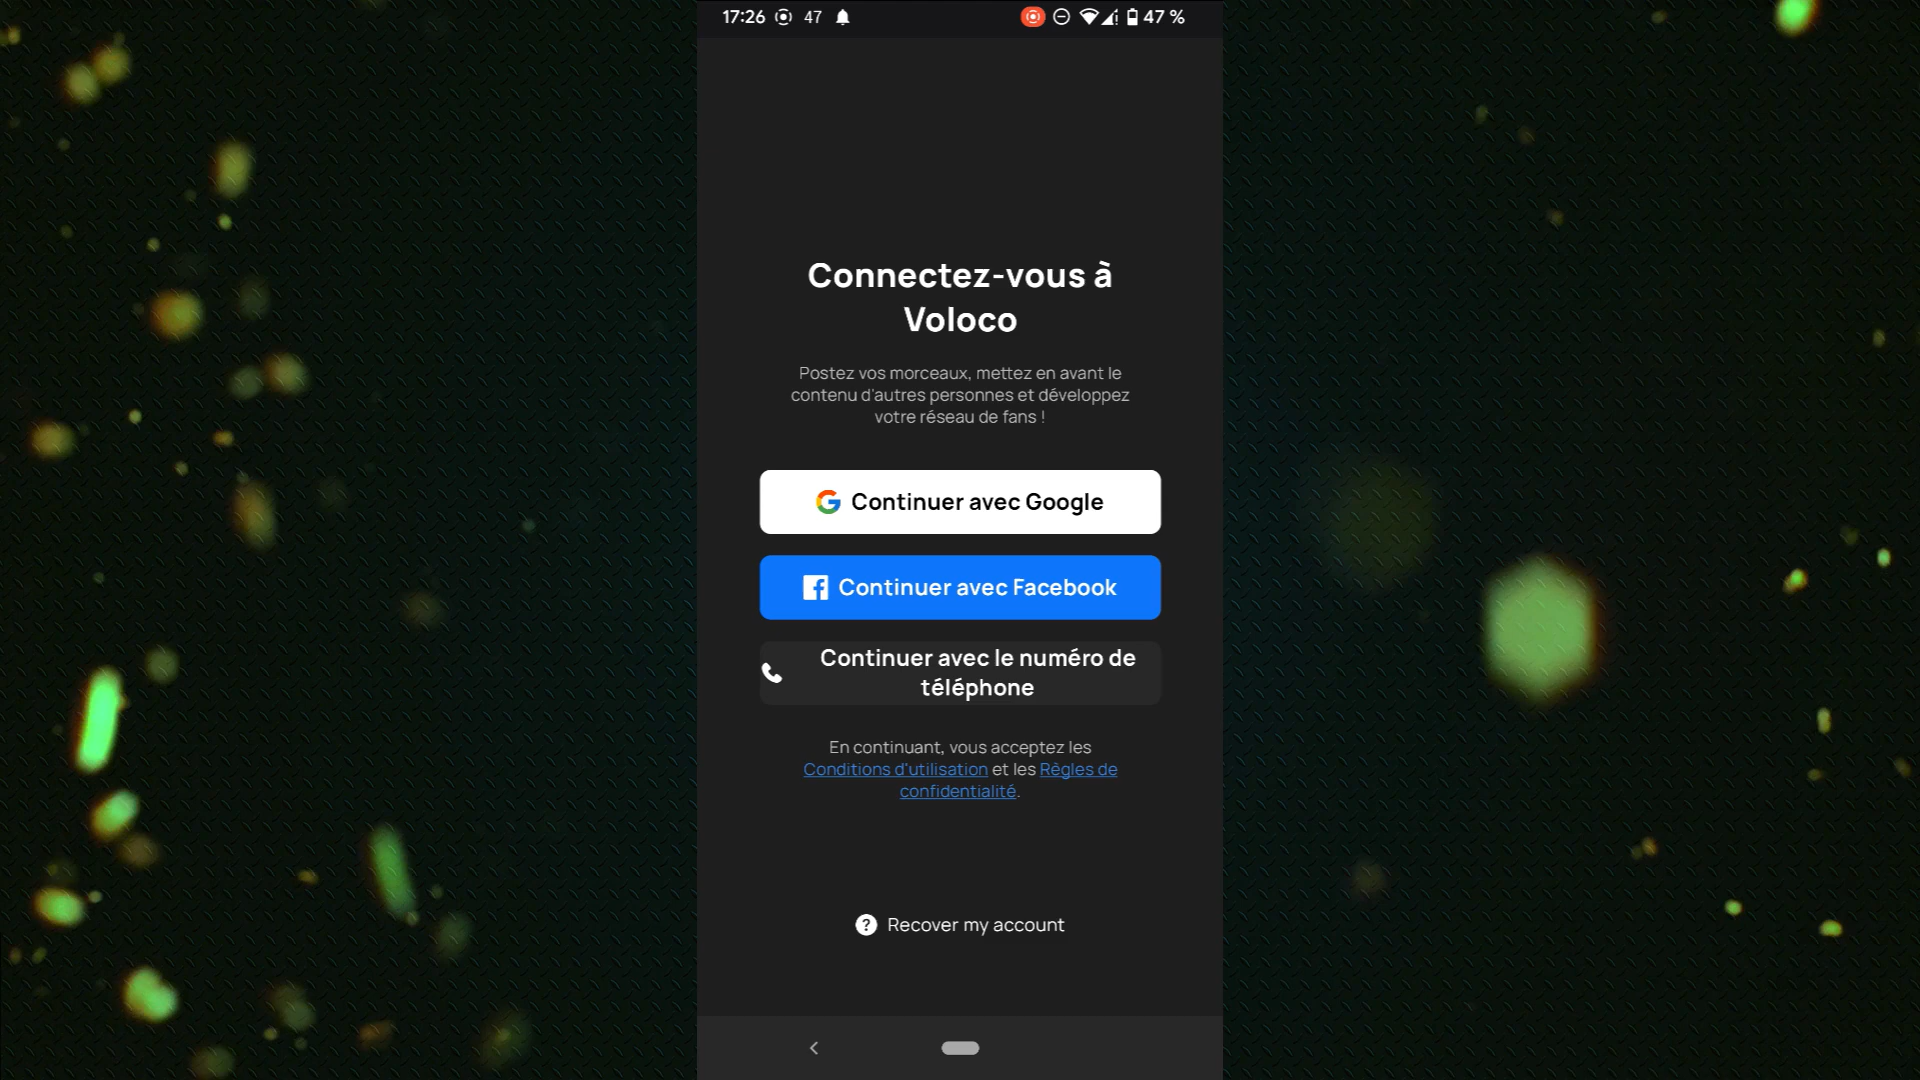 17:26 47 47 %
Connectez-vous à
Voloco
Postez vos morceaux, mettez en avant le
contenu d'autres personnes et développez
votre réseau de fans !
Continuer avec Google
Continuer avec Facebook
Continuer avec le numéro de
téléphone
En continuant, vous acceptez les
Conditions d'utilisation et les Règles de
confidentialité.
? Recover my account